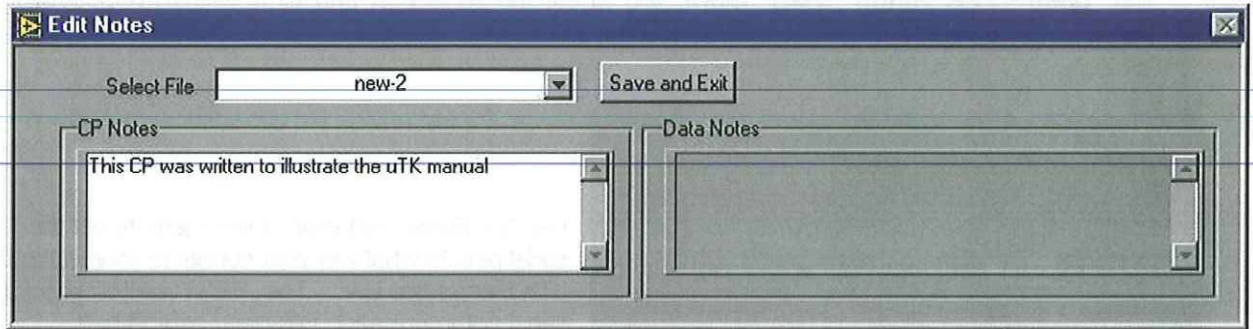 Edit Notes
Select File new-2 Save and Exit
CP Notes Data Notes
This CP was written to illustrate the uTK manual